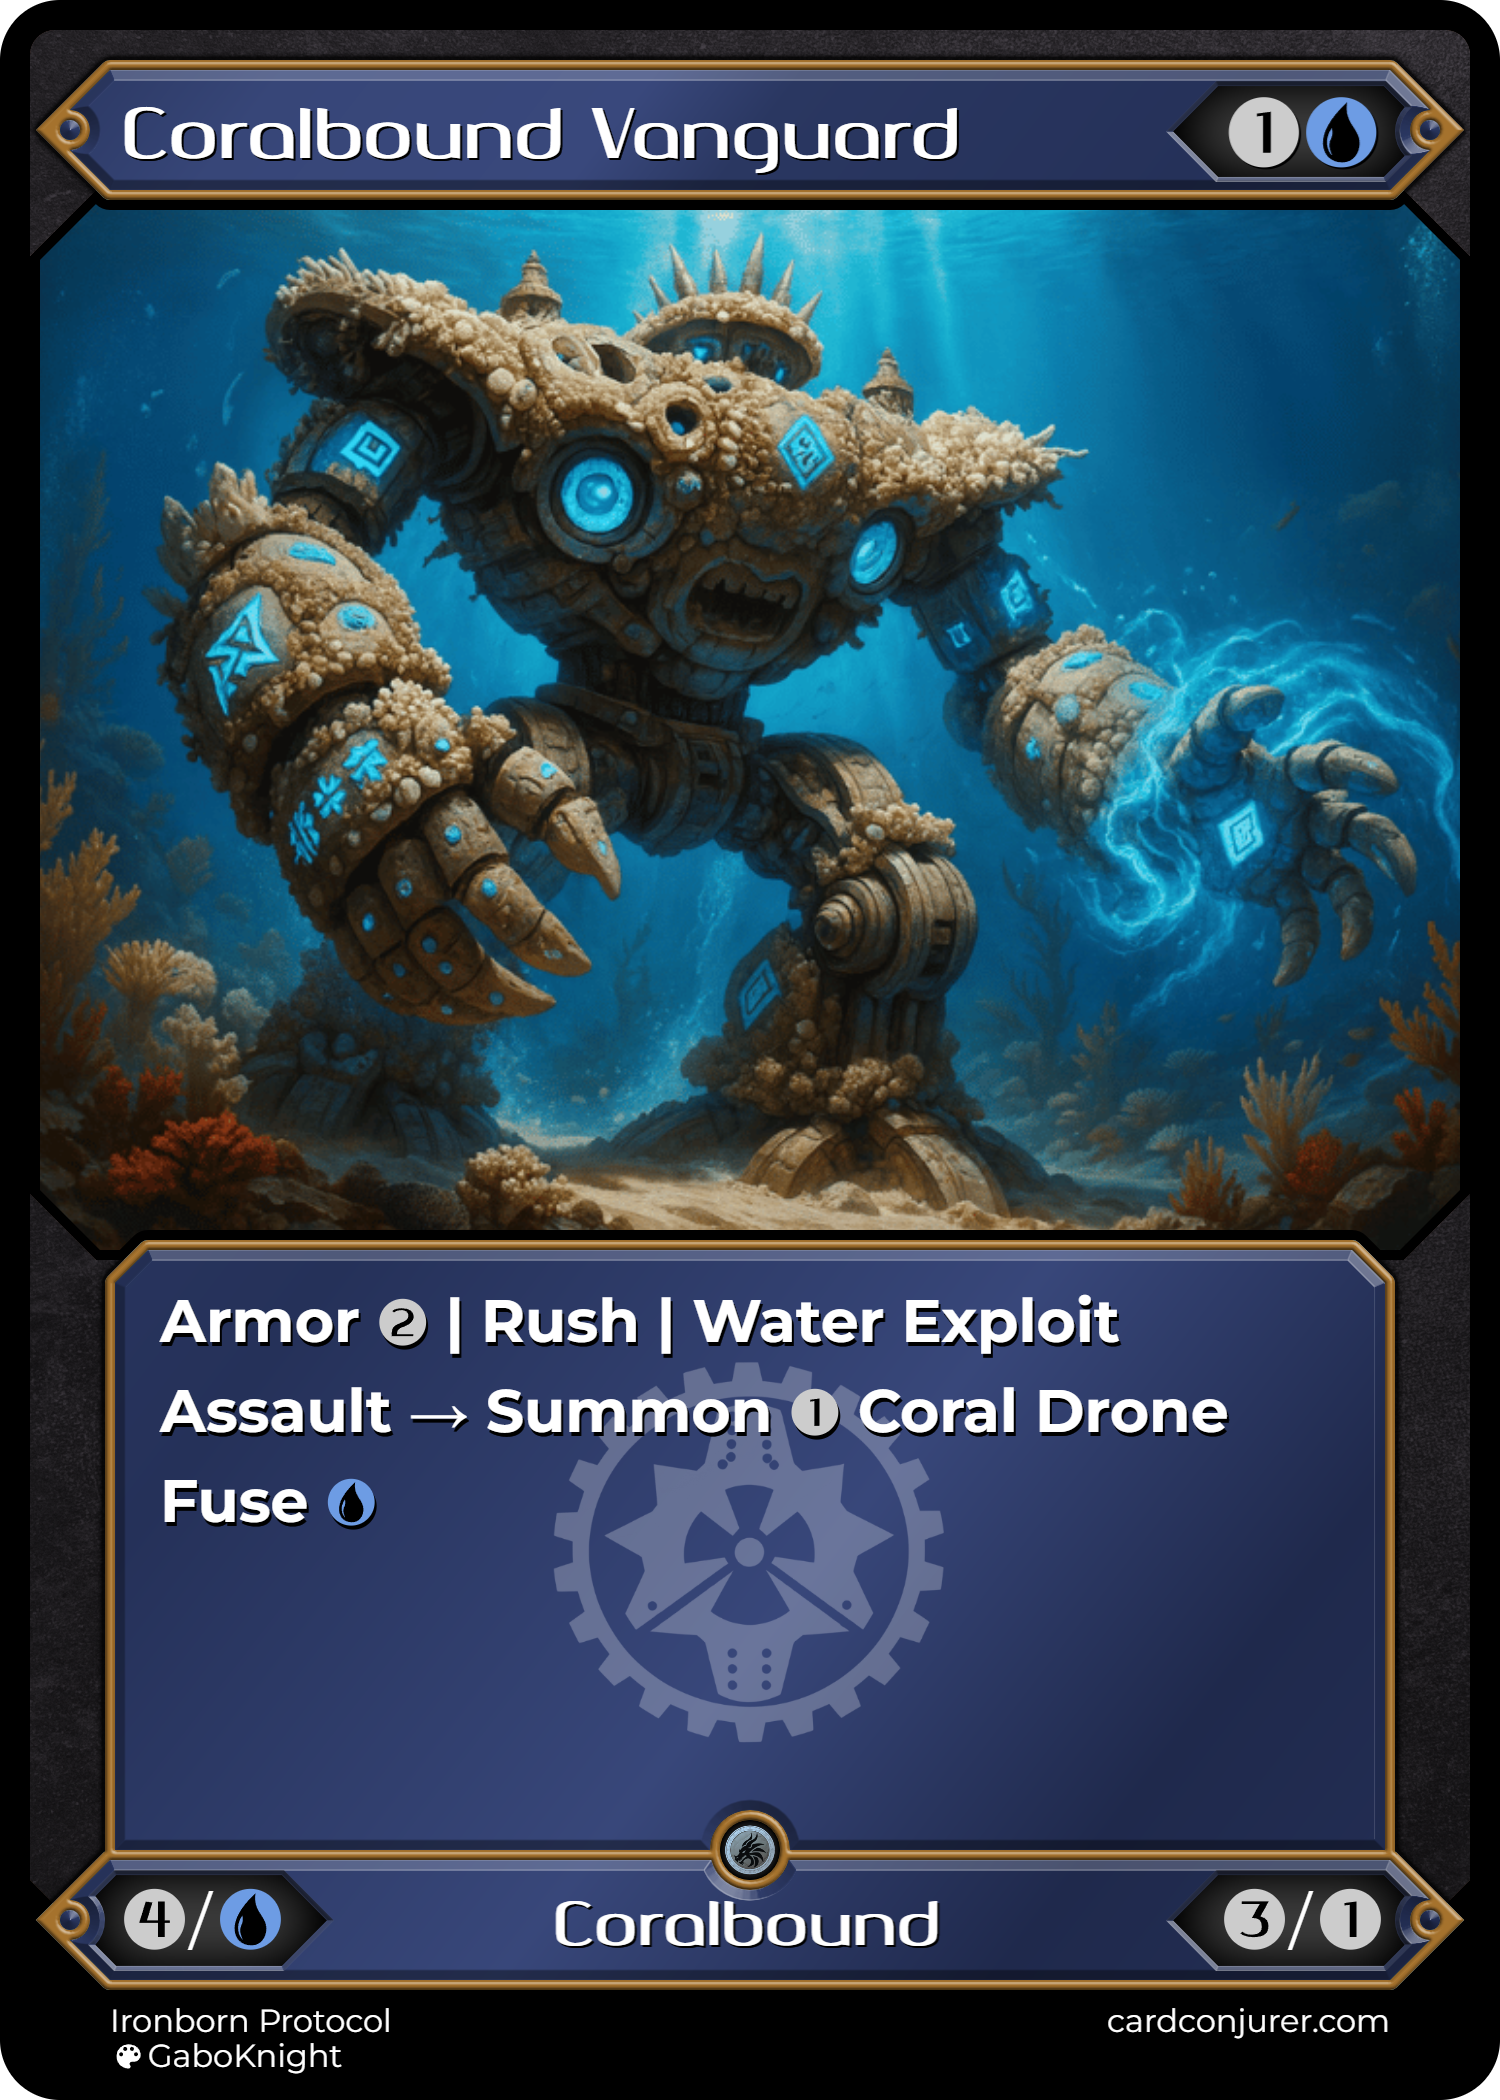 Coralbound Vanguard 1
Armor 2 | Rush | Water Exploit
Assault → Summon 1 Coral Drone
Fuse
4/ Coralbound 3/1
Ironborn Protocol cardconjurer.com
GaboKnight